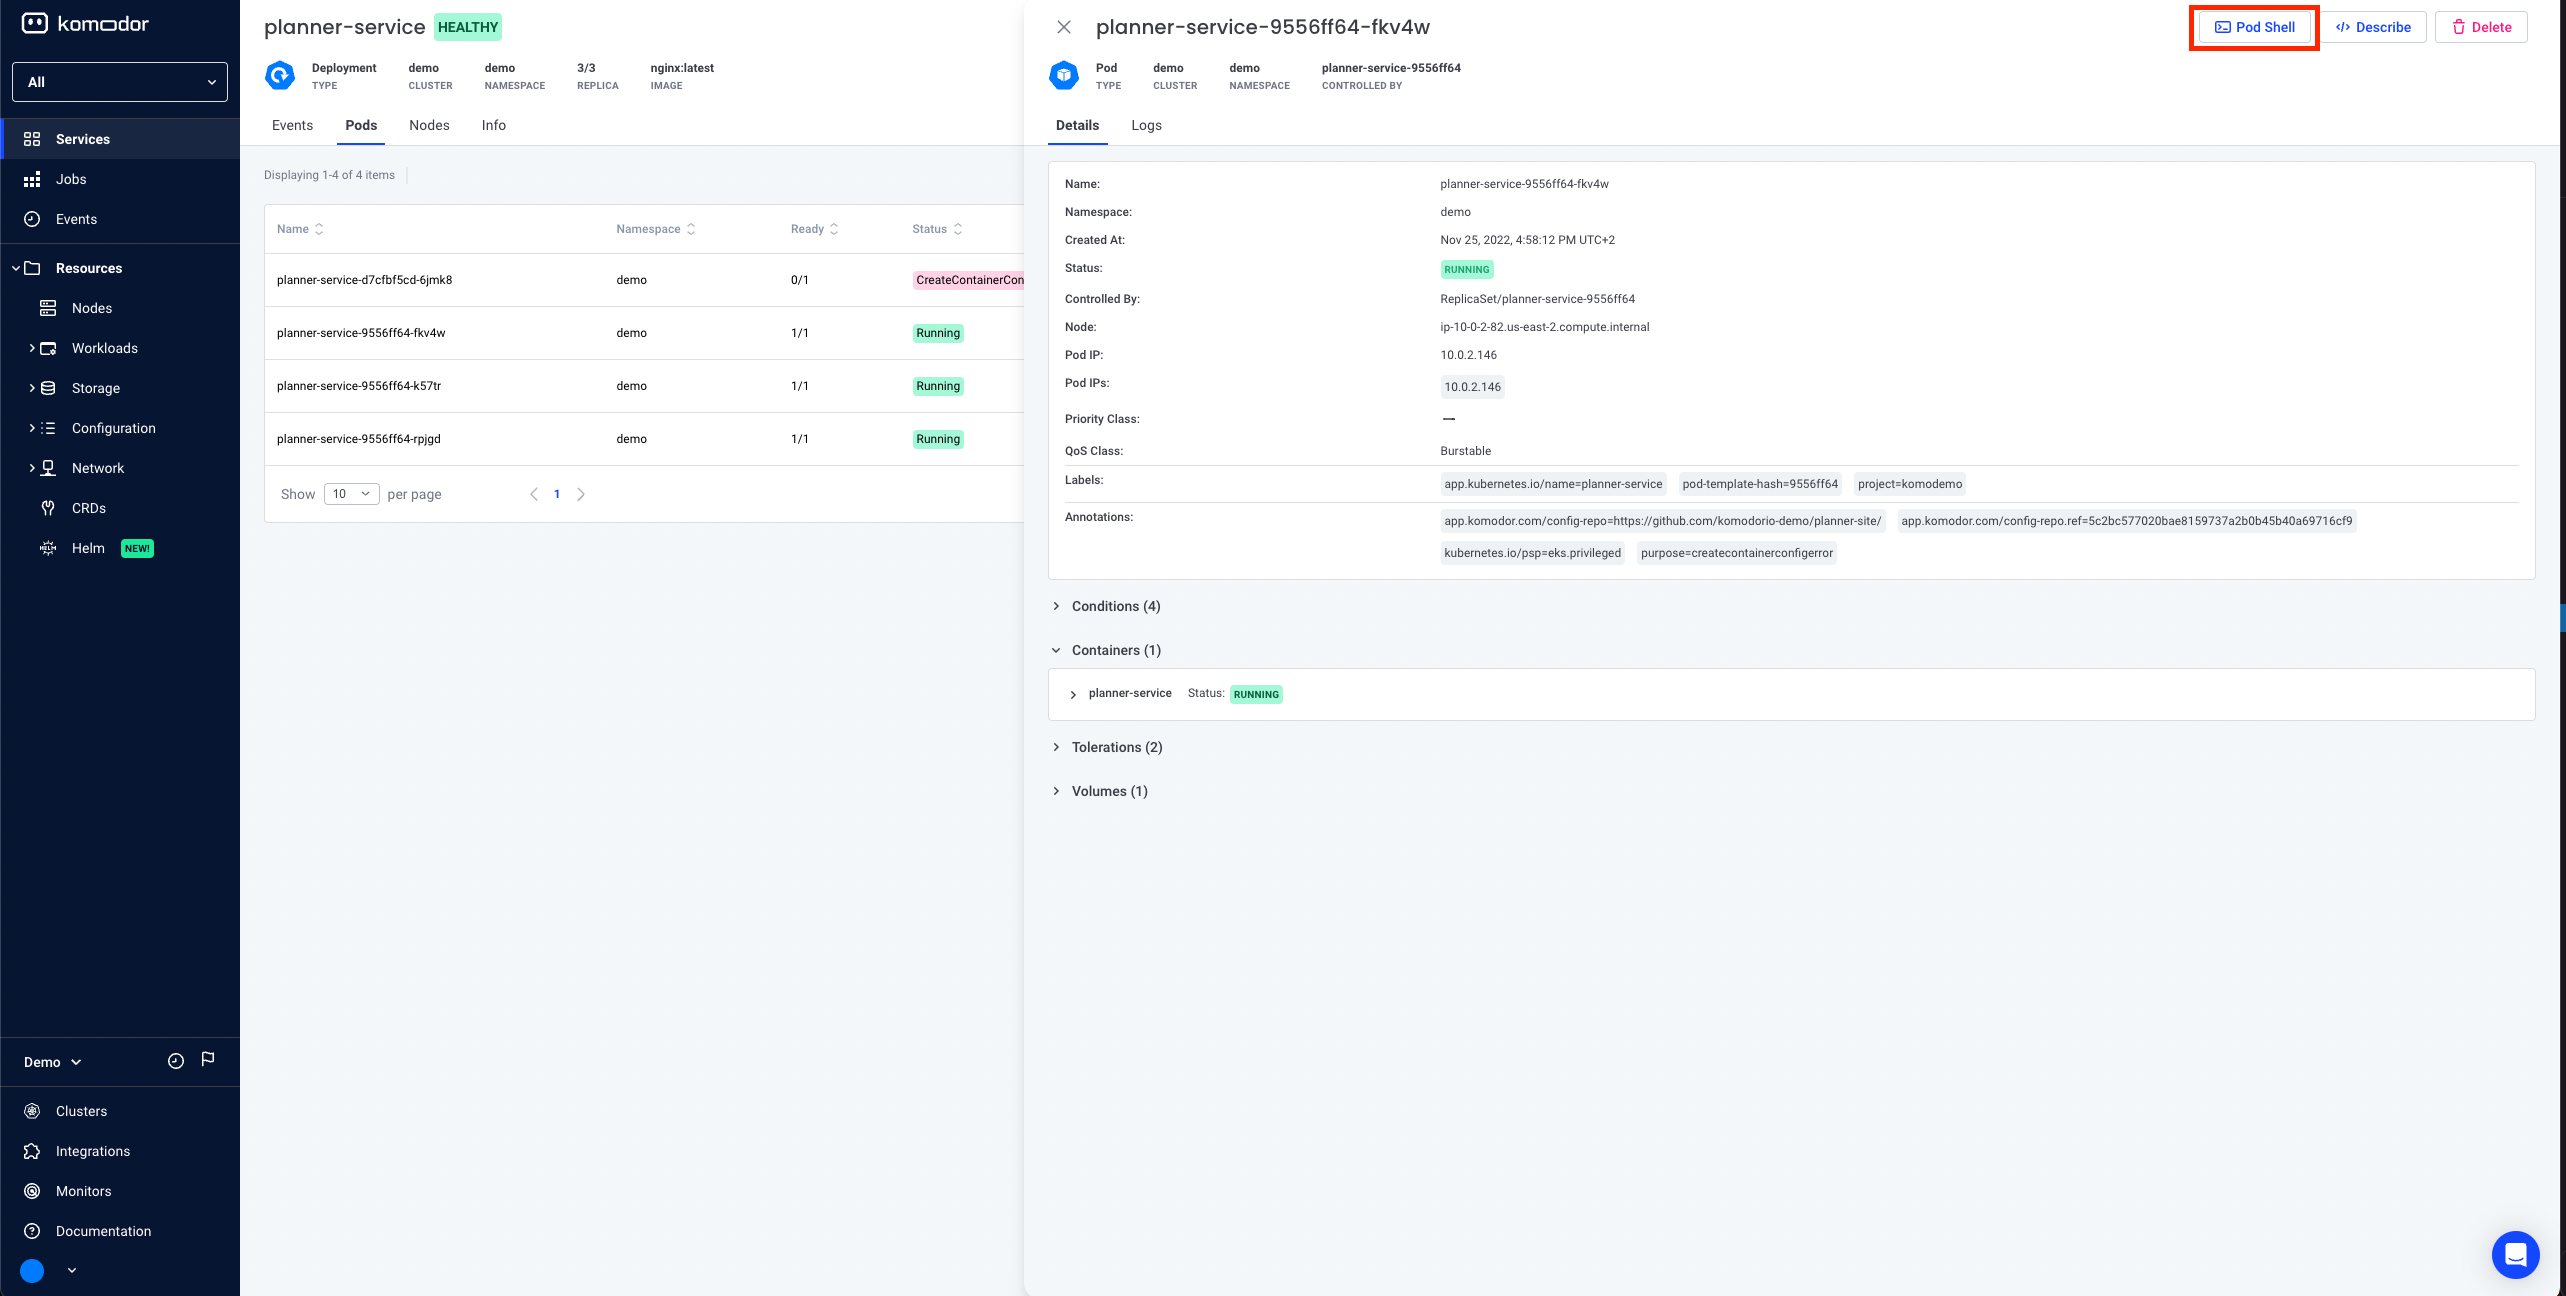 komodor
All
Services
Jobs
Events
Resources
Nodes
Workloads
Storage
Configuration
Network
CRDs
HELM Helm NEW!
Demo
Clusters
Integrations
Monitors
Documentation
planner-service HEALTHY
Deployment demo demo 3/3 nginx:latest
TYPE CLUSTER NAMESPACE REPLICA IMAGE
Events Pods Nodes Info
Displaying 1-4 of 4 items
Name Namespace Ready Status
planner-service-d7cfbf5cd-6jmk8 demo 0/1 CreateContainerCon
planner-service-9556ff64-fkv4w demo 1/1 Running
planner-service-9556ff64-k57tr demo 1/1 Running
planner-service-9556ff64-rpjgd demo 1/1 Running
Show 10 per page 1
planner-service-9556ff64-fkv4w
Pod Shell Describe Delete
Pod demo demo planner-service-9556ff64
TYPE CLUSTER NAMESPACE CONTROLLED BY
Details Logs
Name: planner-service-9556ff64-fkv4w
Namespace: demo
Created At: Nov 25, 2022, 4:58:12 PM UTC+2
Status: RUNNING
Controlled By: ReplicaSet/planner-service-9556ff64
Node: ip-10-0-2-82.us-east-2.compute.internal
Pod IP: 10.0.2.146
Pod IPs: 10.0.2.146
Priority Class: —
QoS Class: Burstable
Labels: app.kubernetes.io/name=planner-service pod-template-hash=9556ff64 project=komodemo
Annotations: app.komodor.com/config-repo=https://github.com/komodorio-demo/planner-site/ app.komodor.com/config-repo.ref=5c2bc577020bae8159737a2b0b45b40a69716cf9
kubernetes.io/psp=eks.privileged purpose=createcontainerconfigerror
Conditions (4)
Containers (1)
planner-service Status: RUNNING
Tolerations (2)
Volumes (1)